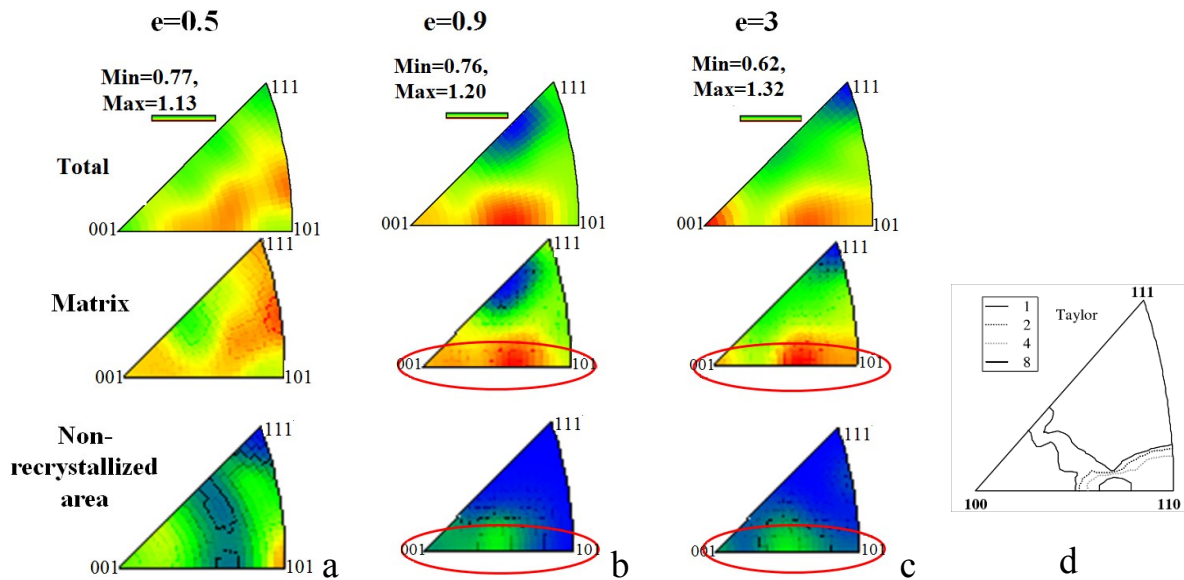 e=0.5
e=0.9
e=3
Min=0.77,
Max=1.13
Min=0.76,
Max=1.20
Min=0.62,
Max=1.32
Total
111
001
101
111
001
101
111
001
101
Matrix
111
001
101
111
001
101
111
001
101
Non-
recrystallized
area
111
001
101
111
001
101
111
001
101
1
2
4
8
Taylor
111
100
110
a
b
c
d